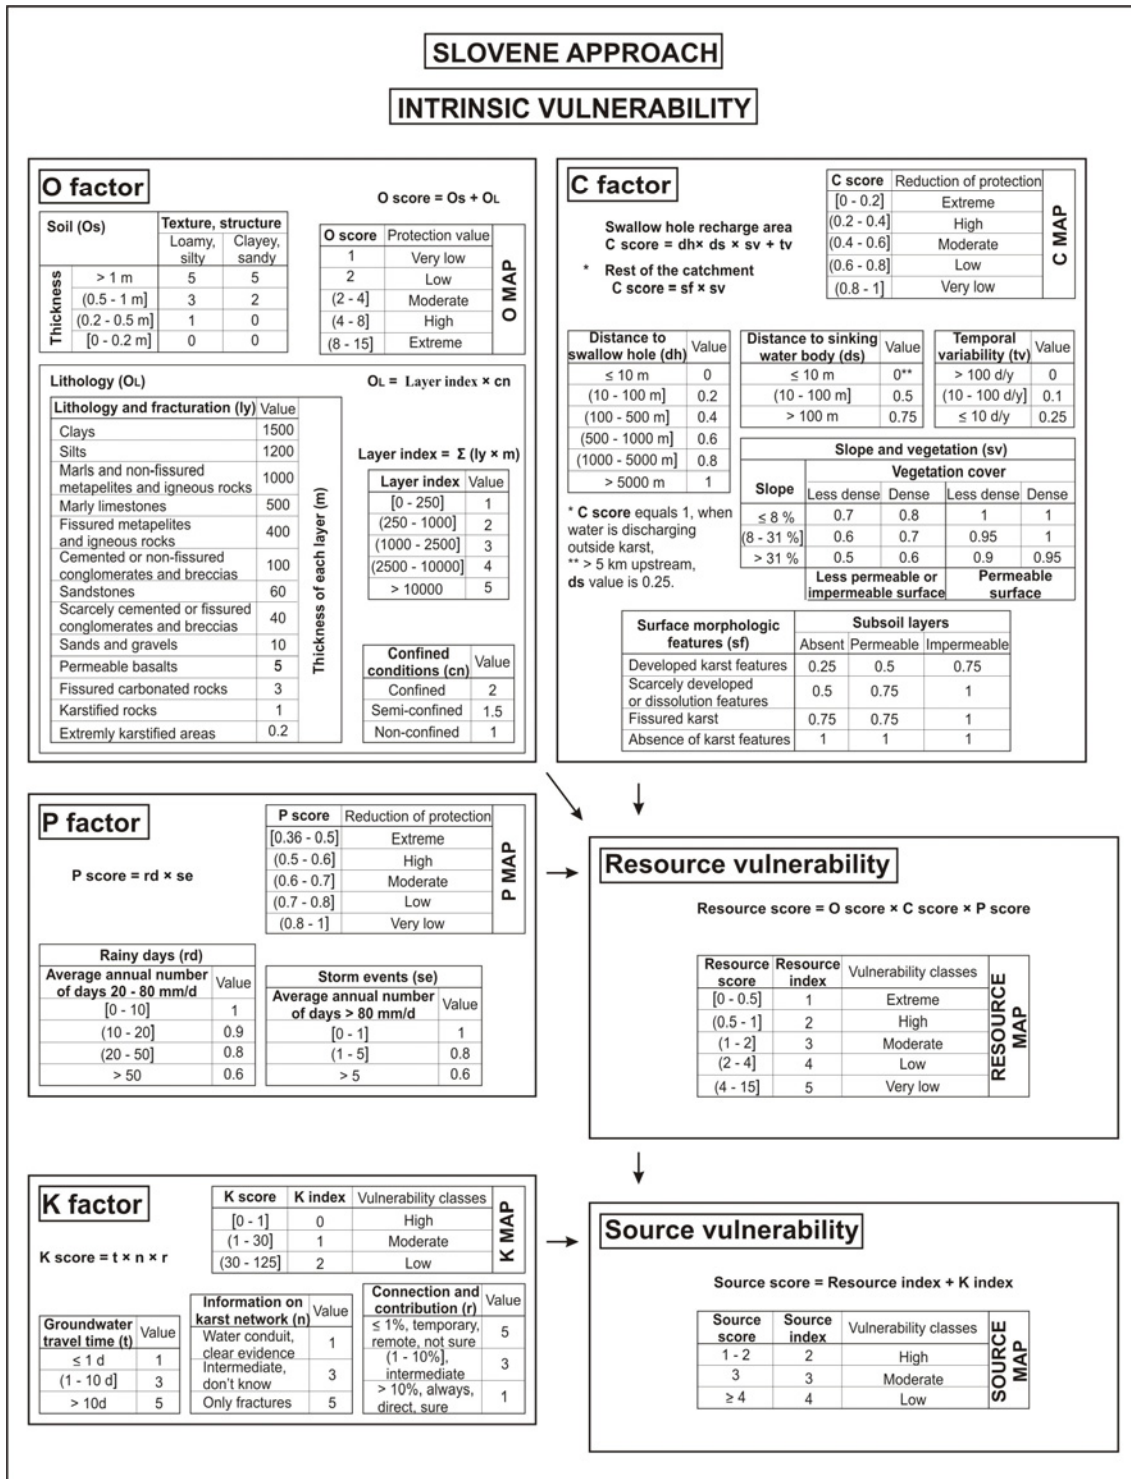 SLOVENE APPROACH
INTRINSIC VULNERABILITY
O factor
O score = Os + OL
Soil (Os) Texture, structure
Loamy, silty Clayey, sandy
Thickness
> 1 m 5 5
(0.5 - 1 m] 3 2
(0.2 - 0.5 m] 1 0
[0 - 0.2 m] 0 0
O score Protection value
1 Very low
2 Low
(2 - 4] Moderate
(4 - 8] High
(8 - 15] Extreme
O MAP
Lithology (OL)
OL = Layer index × cn
Lithology and fracturation (ly) Value
Clays 1500
Silts 1200
Marls and non-fissured
metapelites and igneous rocks 1000
Marly limestones 500
Fissured metapelites
and igneous rocks 400
Cemented or non-fissured
conglomerates and breccias 100
Sandstones 60
Scarcely cemented or fissured
conglomerates and breccias 40
Sands and gravels 10
Permeable basalts 5
Fissured carbonated rocks 3
Karstified rocks 1
Extremly karstified areas 0.2
Thickness of each layer (m)
Layer index = Σ (ly × m)
Layer index Value
[0 - 250] 1
(250 - 1000] 2
(1000 - 2500] 3
(2500 - 10000] 4
> 10000 5
Confined
conditions (cn) Value
Confined 2
Semi-confined 1.5
Non-confined 1
C factor
Swallow hole recharge area
C score = dh× ds × sv + tv
* Rest of the catchment
C score = sf × sv
C score Reduction of protection
[0 - 0.2] Extreme
(0.2 - 0.4] High
(0.4 - 0.6] Moderate
(0.6 - 0.8] Low
(0.8 - 1] Very low
C MAP
Distance to
swallow hole (dh) Value
≤ 10 m 0
(10 - 100 m] 0.2
(100 - 500 m] 0.4
(500 - 1000 m] 0.6
(1000 - 5000 m] 0.8
> 5000 m 1
Distance to sinking
water body (ds) Value
≤ 10 m 0**
(10 - 100 m] 0.5
> 100 m 0.75
Temporal
variability (tv) Value
> 100 d/y 0
(10 - 100 d/y] 0.1
≤ 10 d/y 0.25
* C score equals 1, when
water is discharging
outside karst,
** > 5 km upstream,
ds value is 0.25.
Slope and vegetation (sv)
Slope Vegetation cover
Less dense Dense Less dense Dense
≤ 8 % 0.7 0.8 1 1
(8 - 31 %] 0.6 0.7 0.95 1
> 31 % 0.5 0.6 0.9 0.95
Less permeable or
impermeable surface
Permeable
surface
Surface morphologic
features (sf)
Subsoil layers
Absent Permeable Impermeable
Developed karst features 0.25 0.5 0.75
Scarcely developed
or dissolution features 0.5 0.75 1
Fissured karst 0.75 0.75 1
Absence of karst features 1 1 1
P factor
P score = rd × se
P score Reduction of protection
[0.36 - 0.5] Extreme
(0.5 - 0.6] High
(0.6 - 0.7] Moderate
(0.7 - 0.8] Low
(0.8 - 1] Very low
P MAP
Rainy days (rd)
Average annual number
of days 20 - 80 mm/d Value
[0 - 10] 1
(10 - 20] 0.9
(20 - 50] 0.8
> 50 0.6
Storm events (se)
Average annual number
of days > 80 mm/d Value
[0 - 1] 1
(1 - 5] 0.8
> 5 0.6
Resource vulnerability
Resource score = O score × C score × P score
Resource
score
Resource
index
Vulnerability classes
[0 - 0.5] 1 Extreme
(0.5 - 1] 2 High
(1 - 2] 3 Moderate
(2 - 4] 4 Low
(4 - 15] 5 Very low
RESOURCE
MAP
K factor
K score = t × n × r
K score K index Vulnerability classes
[0 - 1] 0 High
(1 - 30] 1 Moderate
(30 - 125] 2 Low
K MAP
Groundwater
travel time (t) Value
≤ 1 d 1
(1 - 10 d] 3
> 10d 5
Information on
karst network (n) Value
Water conduit,
clear evidence 1
Intermediate,
don't know 3
Only fractures 5
Connection and
contribution (r) Value
≤ 1%, temporary,
remote, not sure 5
(1 - 10%],
intermediate 3
> 10%, always,
direct, sure 1
Source vulnerability
Source score = Resource index + K index
Source
score
Source
index
Vulnerability classes
1 - 2 2 High
3 3 Moderate
≥ 4 4 Low
SOURCE
MAP